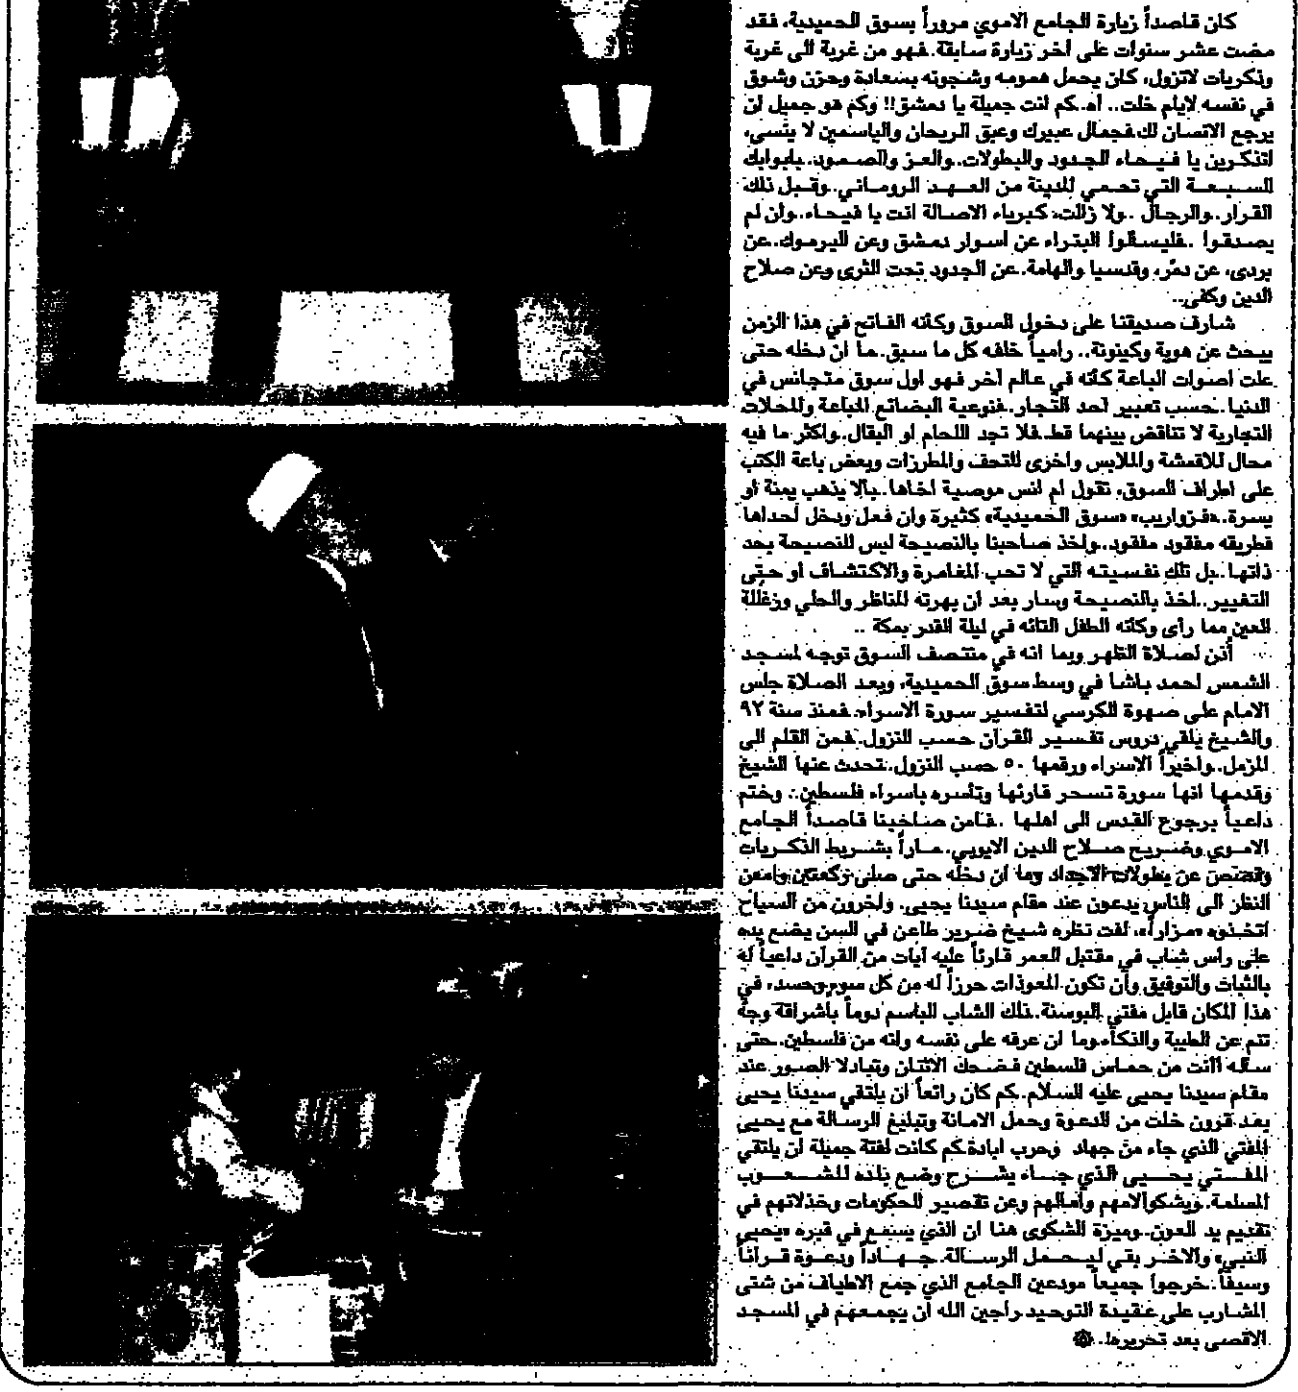 كان قاصداً زيارة الجامع الاموي مروراً بسوق الحميدية، فقد
مضت عشر سنوات على آخر زيارة سابقة.فهو من غربة الى غربة
وذكريات لاتزول، كان يحمل همومه وشجونه بسعادة وحزن وشوق
في نفسه لايام خلت.. آه.كم انت جميلة يا دمشق!! وكم هو جميل ان
يرجع الانسان لك.فجمال عبيرك وعبق الريحان والياسمين لا ينسى،
اتذكرين يا فيحاء الجدود والبطولات..والعز والصمود..بابوابك
السبعة التي تحمي المدينة من العهد الروماني..وقبل ذلك
القرار..والرجال ..ولا زالت، كبرياء الاصالة انت يا فيحاء..وان لم
يصدقوا ..فليسألوا البتراء عن اسوار دمشق وعن اليرموك..عن
بردى، عن دمّر، وقدسيا والهامة.عن الجدود تحت الثرى وعن صلاح
الدين وكفى..
شارف صديقنا على دخول السوق وكأنه الفاتح في هذا الزمن
يبحث عن هوية وكينونة.. رامياً خلفه كل ما سبق.ما ان دخله حتى
علت اصوات الباعة كأنه في عالم آخر فهو اول سوق متجانس في
الدنيا..حسب تعبير احد التجار..فنوعية البضائع المباعة والمحلات
التجارية لا تناقض بينهما قط.فلا تجد اللحام او البقال..واكثر ما فيه
محال للاقمشة والملابس واخرى للتحف والمطرزات وبعض باعة الكتب
على اطراف السوق، تقول ام انس موصية اخاها..بألا يذهب يمنة او
يسرة..«فزواريب» «سوق الحميدية» كثيرة وان فعل ودخل احداها
فطريقه مفقود مفقود..واخذ صاحبنا بالنصيحة ليس للنصيحة بحد
ذاتها..بل تلك نفسيته التي لا تحب المغامرة والاكتشاف او حتى
التغيير..اخذ بالنصيحة وسار بعد ان بهرته المناظر والحلي وزغللة
العين مما رأى وكأنه الطفل التائه في ليلة القدر بمكة ..
أذن لصلاة الظهر وبما انه في منتصف السوق توجه لمسجد
الشمس احمد باشا في وسط سوق الحميدية، وبعد الصلاة جلس
الامام على صهوة الكرسي لتفسير سورة الاسراء.فمنذ سنة ٩٢
والشيخ يلقي دروس تفسير القرآن حسب النزول.فمن القلم الى
المزمل..واخيراً الاسراء ورقمها ٥٠ حسب النزول..تحدث عنها الشيخ
وقدمها انها سورة تسحر قارئها وتأسره باسراء فلسطين.. وختم
داعياً برجوع القدس الى اهلها ..فامن صاحبنا قاصداً الجامع
الاموي وضريح صلاح الدين الايوبي..ماراً بشريط الذكريات
وقصص عن بطولات الاجداد وما ان دخله حتى صلى ركعتين وامعن
النظر الى الناس يدعون عند مقام سيدنا يحيى. وآخرون من السياح
اتخذوه «مزاراً»، لفت نظره شيخ ضرير طاعن في السن يضع يده
على راس شاب في مقتبل العمر قارئاً عليه آيات من القرآن داعياً له
بالثبات والتوفيق وأن تكون المعوذات حرزاً له من كل سوء وحسد، في
هذا المكان قابل مفتي البوسنة..ذلك الشاب الباسم دوماً باشراقة وجه
تنم عن الطيبة والذكاء.وما ان عرفه على نفسه وانه من فلسطين..حتى
سأله أأنت من حماس فلسطين فضحك الاثنان وتبادلا الصور عند
مقام سيدنا يحيى عليه السلام..كم كان رائعاً ان يلتقي سيدنا يحيى
بعد قرون خلت من الدعوة وحمل الامانة وتبليغ الرسالة مع يحيى
المفتي الذي جاء من جهاد وحرب ابادة.كم كانت لفتة جميلة ان يلتقي
المفتي يحيى الذي جاء يشرح وضع بلده للشعوب
المسلمة..ويشكو آلامهم وآمالهم وعن تقصير الحكومات وخذلانهم في
تقديم يد العون..وميزة الشكوى هنا ان الذي يسمع في قبره «يحيى
النبي» والآخر بقي ليحمل الرسالة..جهاداً ودعوة قرآناً
وسيفاً.خرجوا جميعاً مودعين الجامع الذي جمع الاطياف من شتى
المشارب على عقيدة التوحيد راجين الله ان يجمعهم في المسجد
الاقصى بعد تحريرها.